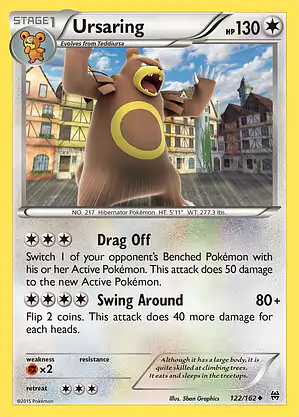 STAGE1
Ursaring
HP 130
Evolves from Teddiursa
NO. 217 Hibernator Pokémon HT: 5'11" WT: 277.3 lbs.
Drag Off
Switch 1 of your opponent's Benched Pokémon with
his or her Active Pokémon. This attack does 50 damage
to the new Active Pokémon.
Swing Around 80+
Flip 2 coins. This attack does 40 more damage for
each heads.
weakness resistance
×2
retreat
Although it has a large body, it is
quite skilled at climbing trees.
It eats and sleeps in the treetops.
Illus. 5ban Graphics 122/162
©2015 Pokémon